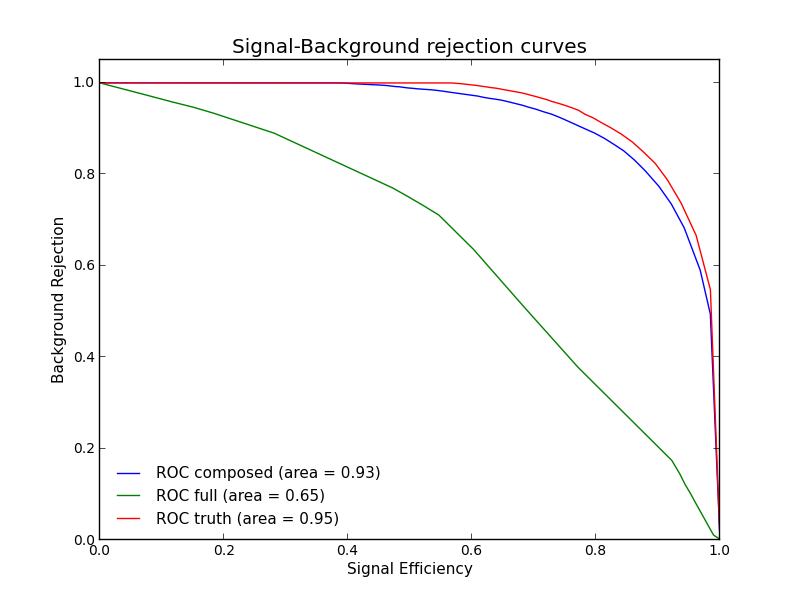 Signal-Background rejection curves
Background Rejection
1.0
0.8
0.6
0.4
0.2
0.0
ROC composed (area = 0.93)
ROC full (area = 0.65)
ROC truth (area = 0.95)
0.0 0.2 0.4 0.6 0.8 1.0
Signal Efficiency